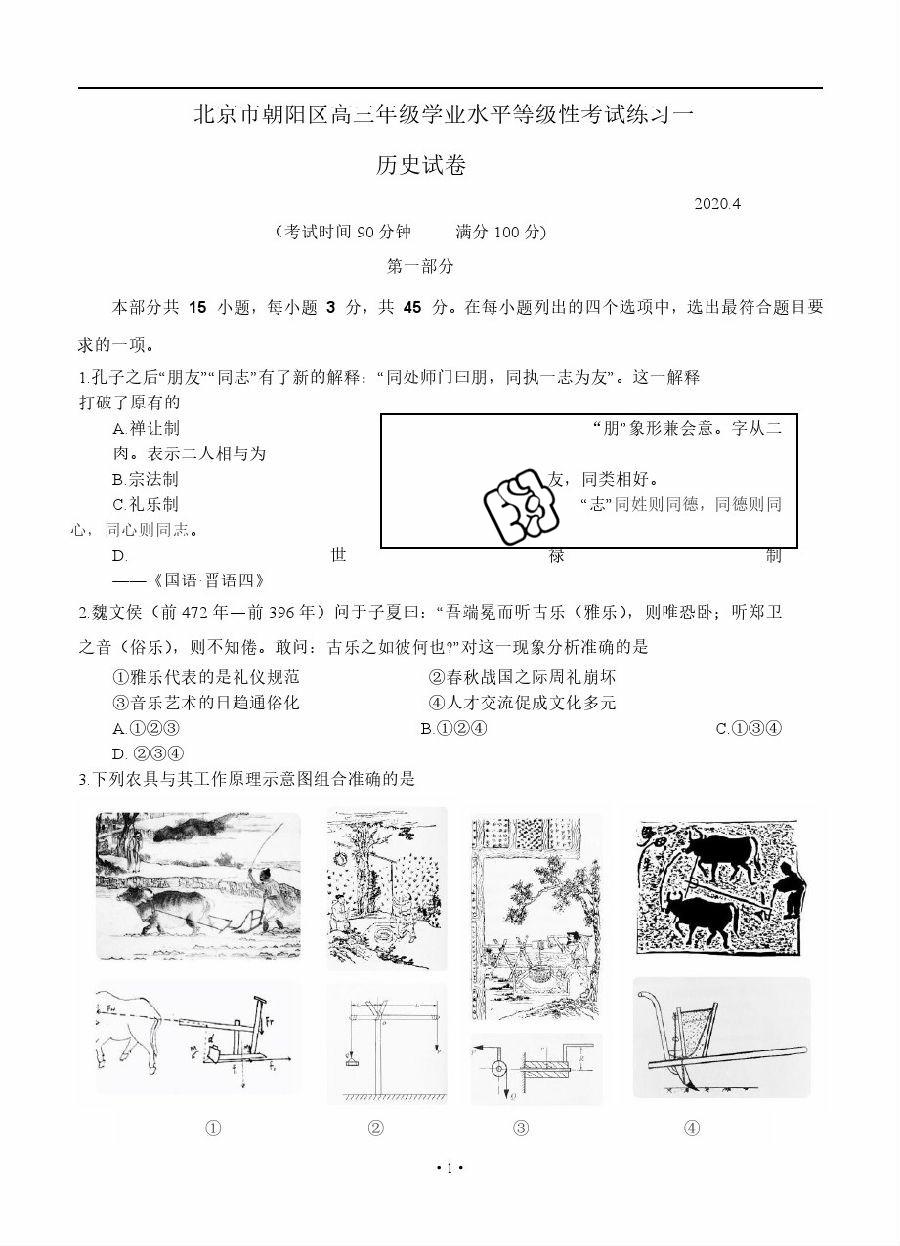 北京市朝阳区高三年级学业水平等级性考试练习一
历史试卷
2020.4
（考试时间 90 分钟 满分 100 分)
第一部分
本部分共 15 小题，每小题 3 分，共 45 分。在每小题列出的四个选项中，选出最符合题目要
求的一项。
1.孔子之后“朋友”“同志”有了新的解释：“同处师门曰朋，同执一志为友”。这一解释
打破了原有的
A.禅让制 “朋”象形兼会意。字从二
肉。表示二人相与为
B.宗法制 友，同类相好。
C.礼乐制 “志”同姓则同德，同德则同
心，同心则同志。
D. 世 禄 制
——《国语·晋语四》
2.魏文侯（前 472 年—前 396 年）问于子夏曰：“吾端冕而听古乐（雅乐），则唯恐卧；听郑卫
之音（俗乐），则不知倦。敢问：古乐之如彼何也?”对这一现象分析准确的是
①雅乐代表的是礼仪规范 ②春秋战国之际周礼崩坏
③音乐艺术的日趋通俗化 ④人才交流促成文化多元
A.①②③ B.①②④ C.①③④
D. ②③④
3.下列农具与其工作原理示意图组合准确的是
① ② ③ ④
·1·